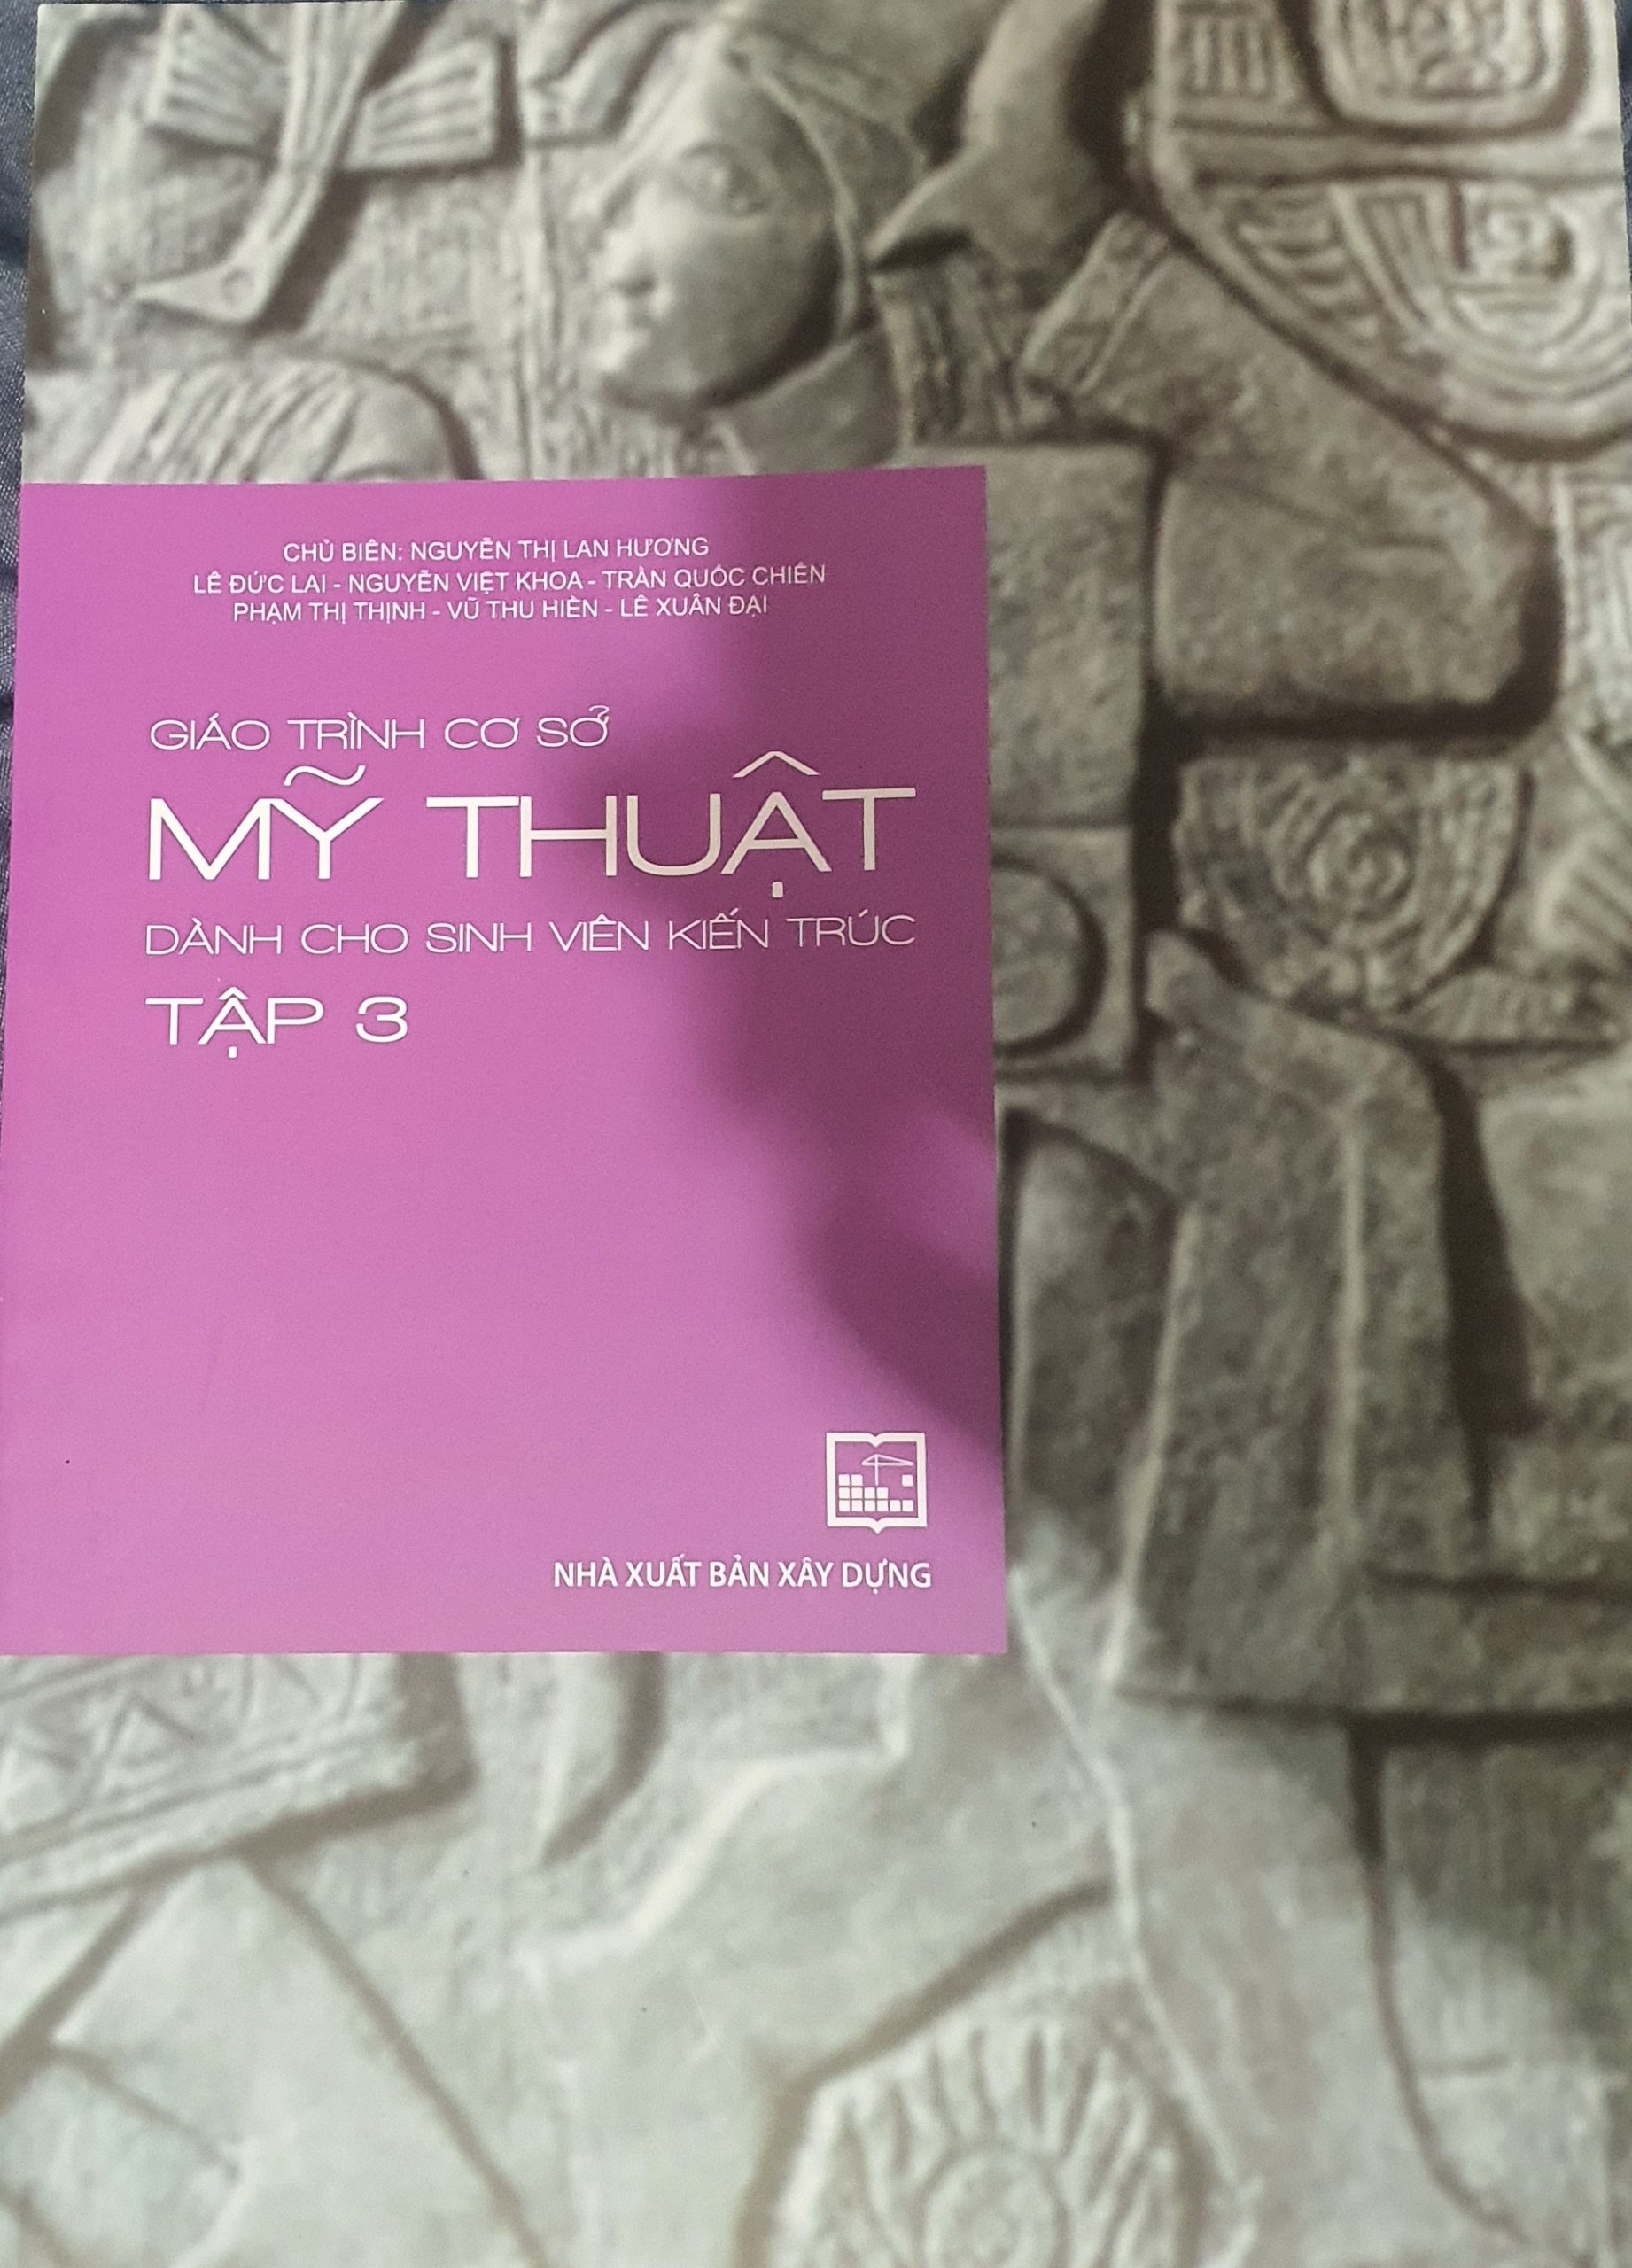 CHỦ BIÊN: NGUYỄN THỊ LAN HƯƠNG
LÊ ĐỨC LAI - NGUYỄN VIỆT KHOA - TRẦN QUỐC CHIẾN
PHẠM THỊ THỊNH - VŨ THU HIỀN - LÊ XUÂN ĐẠI
GIÁO TRÌNH CƠ SỞ
MỸ THUẬT
DÀNH CHO SINH VIÊN KIẾN TRÚC
TẬP 3
NHÀ XUẤT BẢN XÂY DỰNG